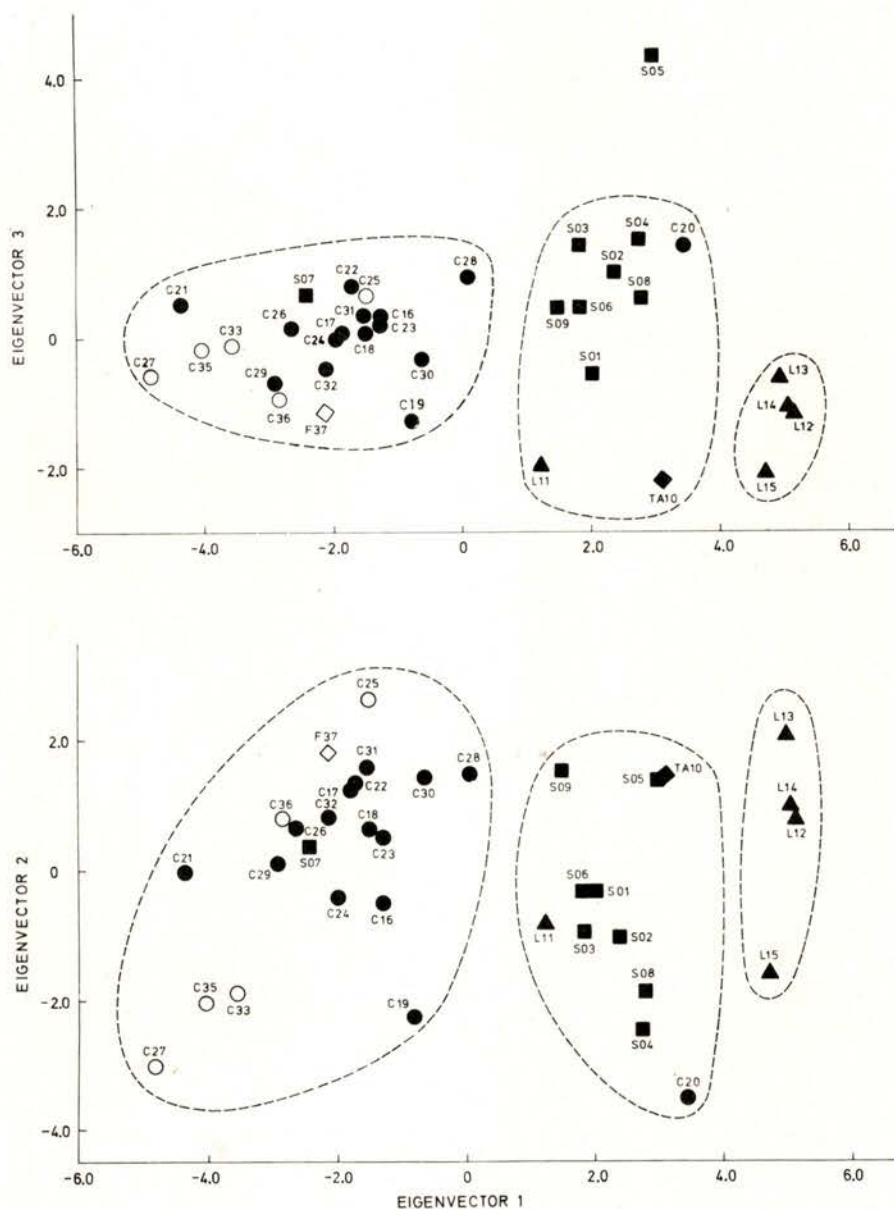 4.0
S05
2.0
S03
S04
C20
S02
C28
C22
C25
S07
C21
S08
C31
C16
C26
C17
S09
S06
C23
EIGENVECTOR 3
0
C33
C24
C18
C27
C35
C30
S01
L13
C29
C32
C36
C19
L14
L12
F37
-2.0
L11
TA10
L15
-6.0 -4.0 -2.0 0 2.0 4.0 6.0
C25
2.0
F37
L13
C31
C28
S09
S05 TA10
C22
C17
C30
C36
C32
C18
L14
C26
L12
C21
S07
C23
EIGENVECTOR 2
0
C29
S06 S01
C24
C16
L11
S03
S02
C35
C33
S08
L15
-2.0
C19
S04
C27
C20
-4.0
-6.0 -4.0 -2.0 0 2.0 4.0 6.0
EIGENVECTOR 1